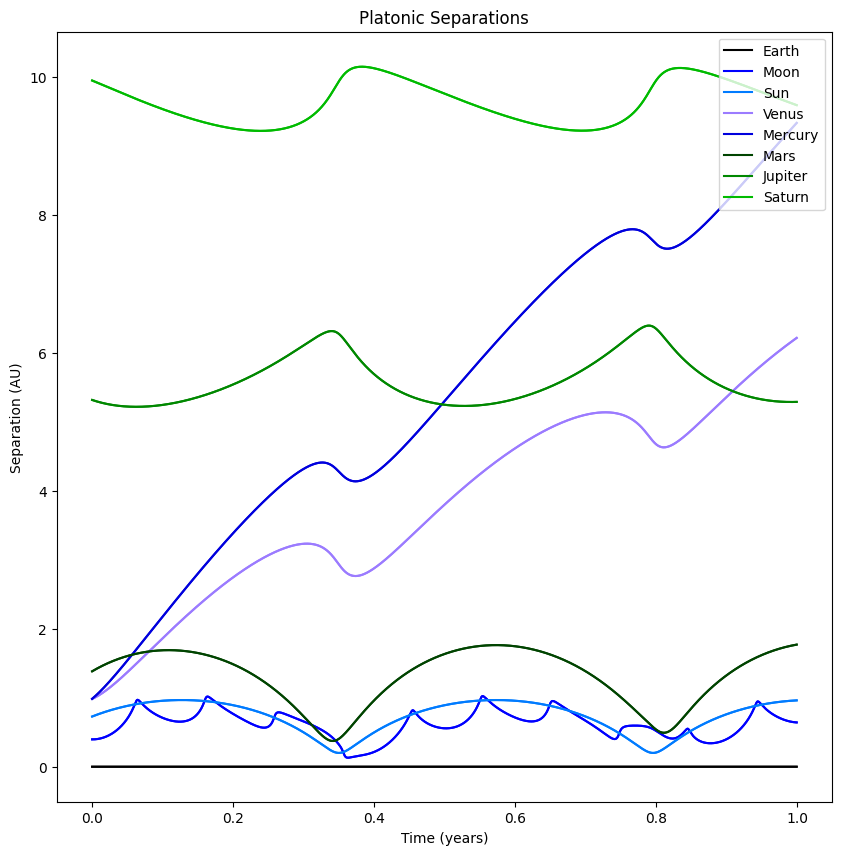 Platonic Separations
Earth
Moon
Sun
Venus
Mercury
Mars
Jupiter
Saturn
10
8
6
4
2
0
Separation (AU)
0.0 0.2 0.4 0.6 0.8 1.0
Time (years)